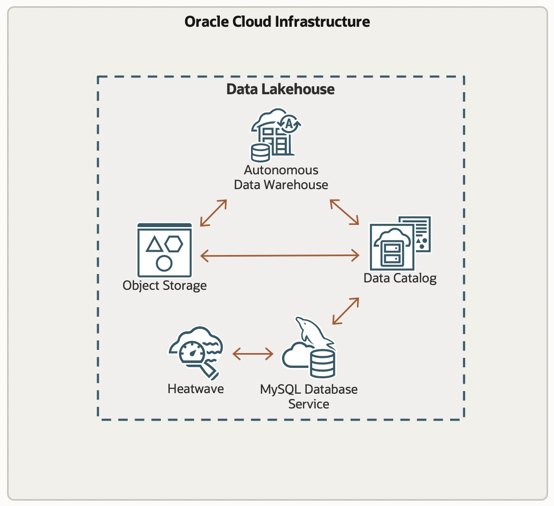 Oracle Cloud Infrastructure
Data Lakehouse
A
Autonomous
Data Warehouse
Object Storage
Data Catalog
Heatwave
MySQL Database
Service